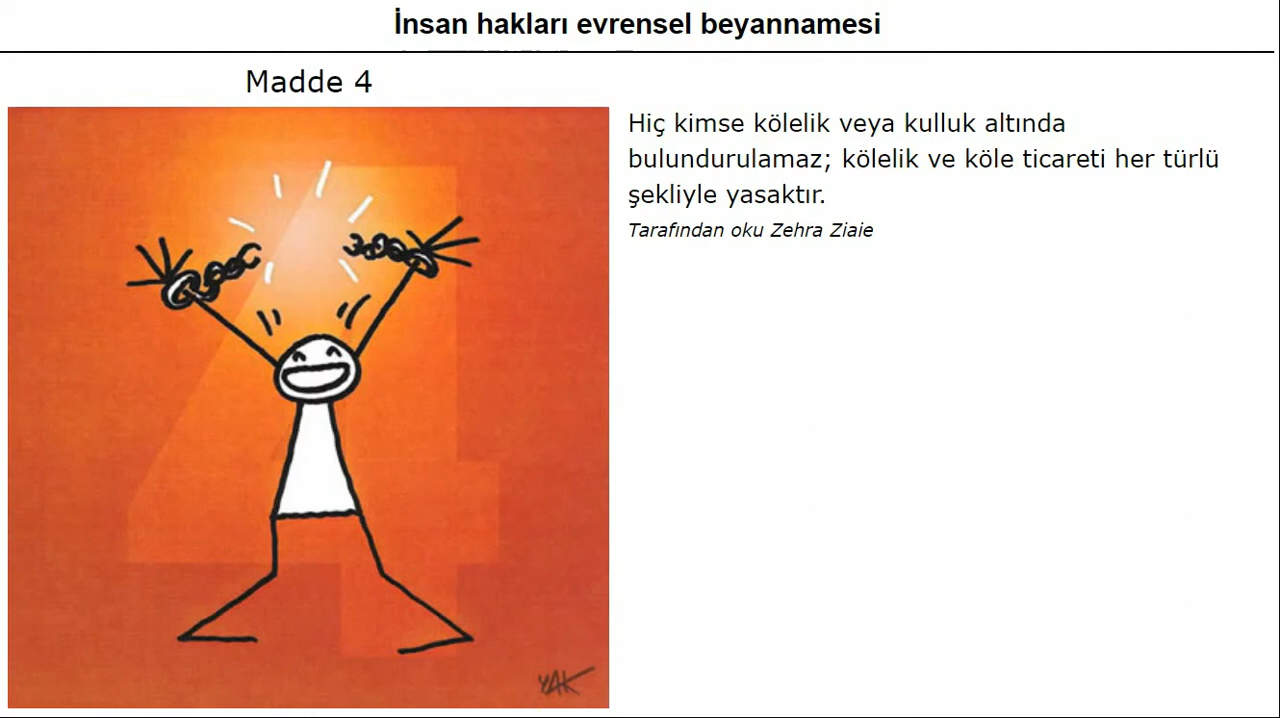 İnsan hakları evrensel beyannamesi
Madde 4
Hiç kimse kölelik veya kulluk altında
bulundurulamaz; kölelik ve köle ticareti her türlü
şekliyle yasaktır.
Tarafından oku Zehra Ziaie
4
YAK